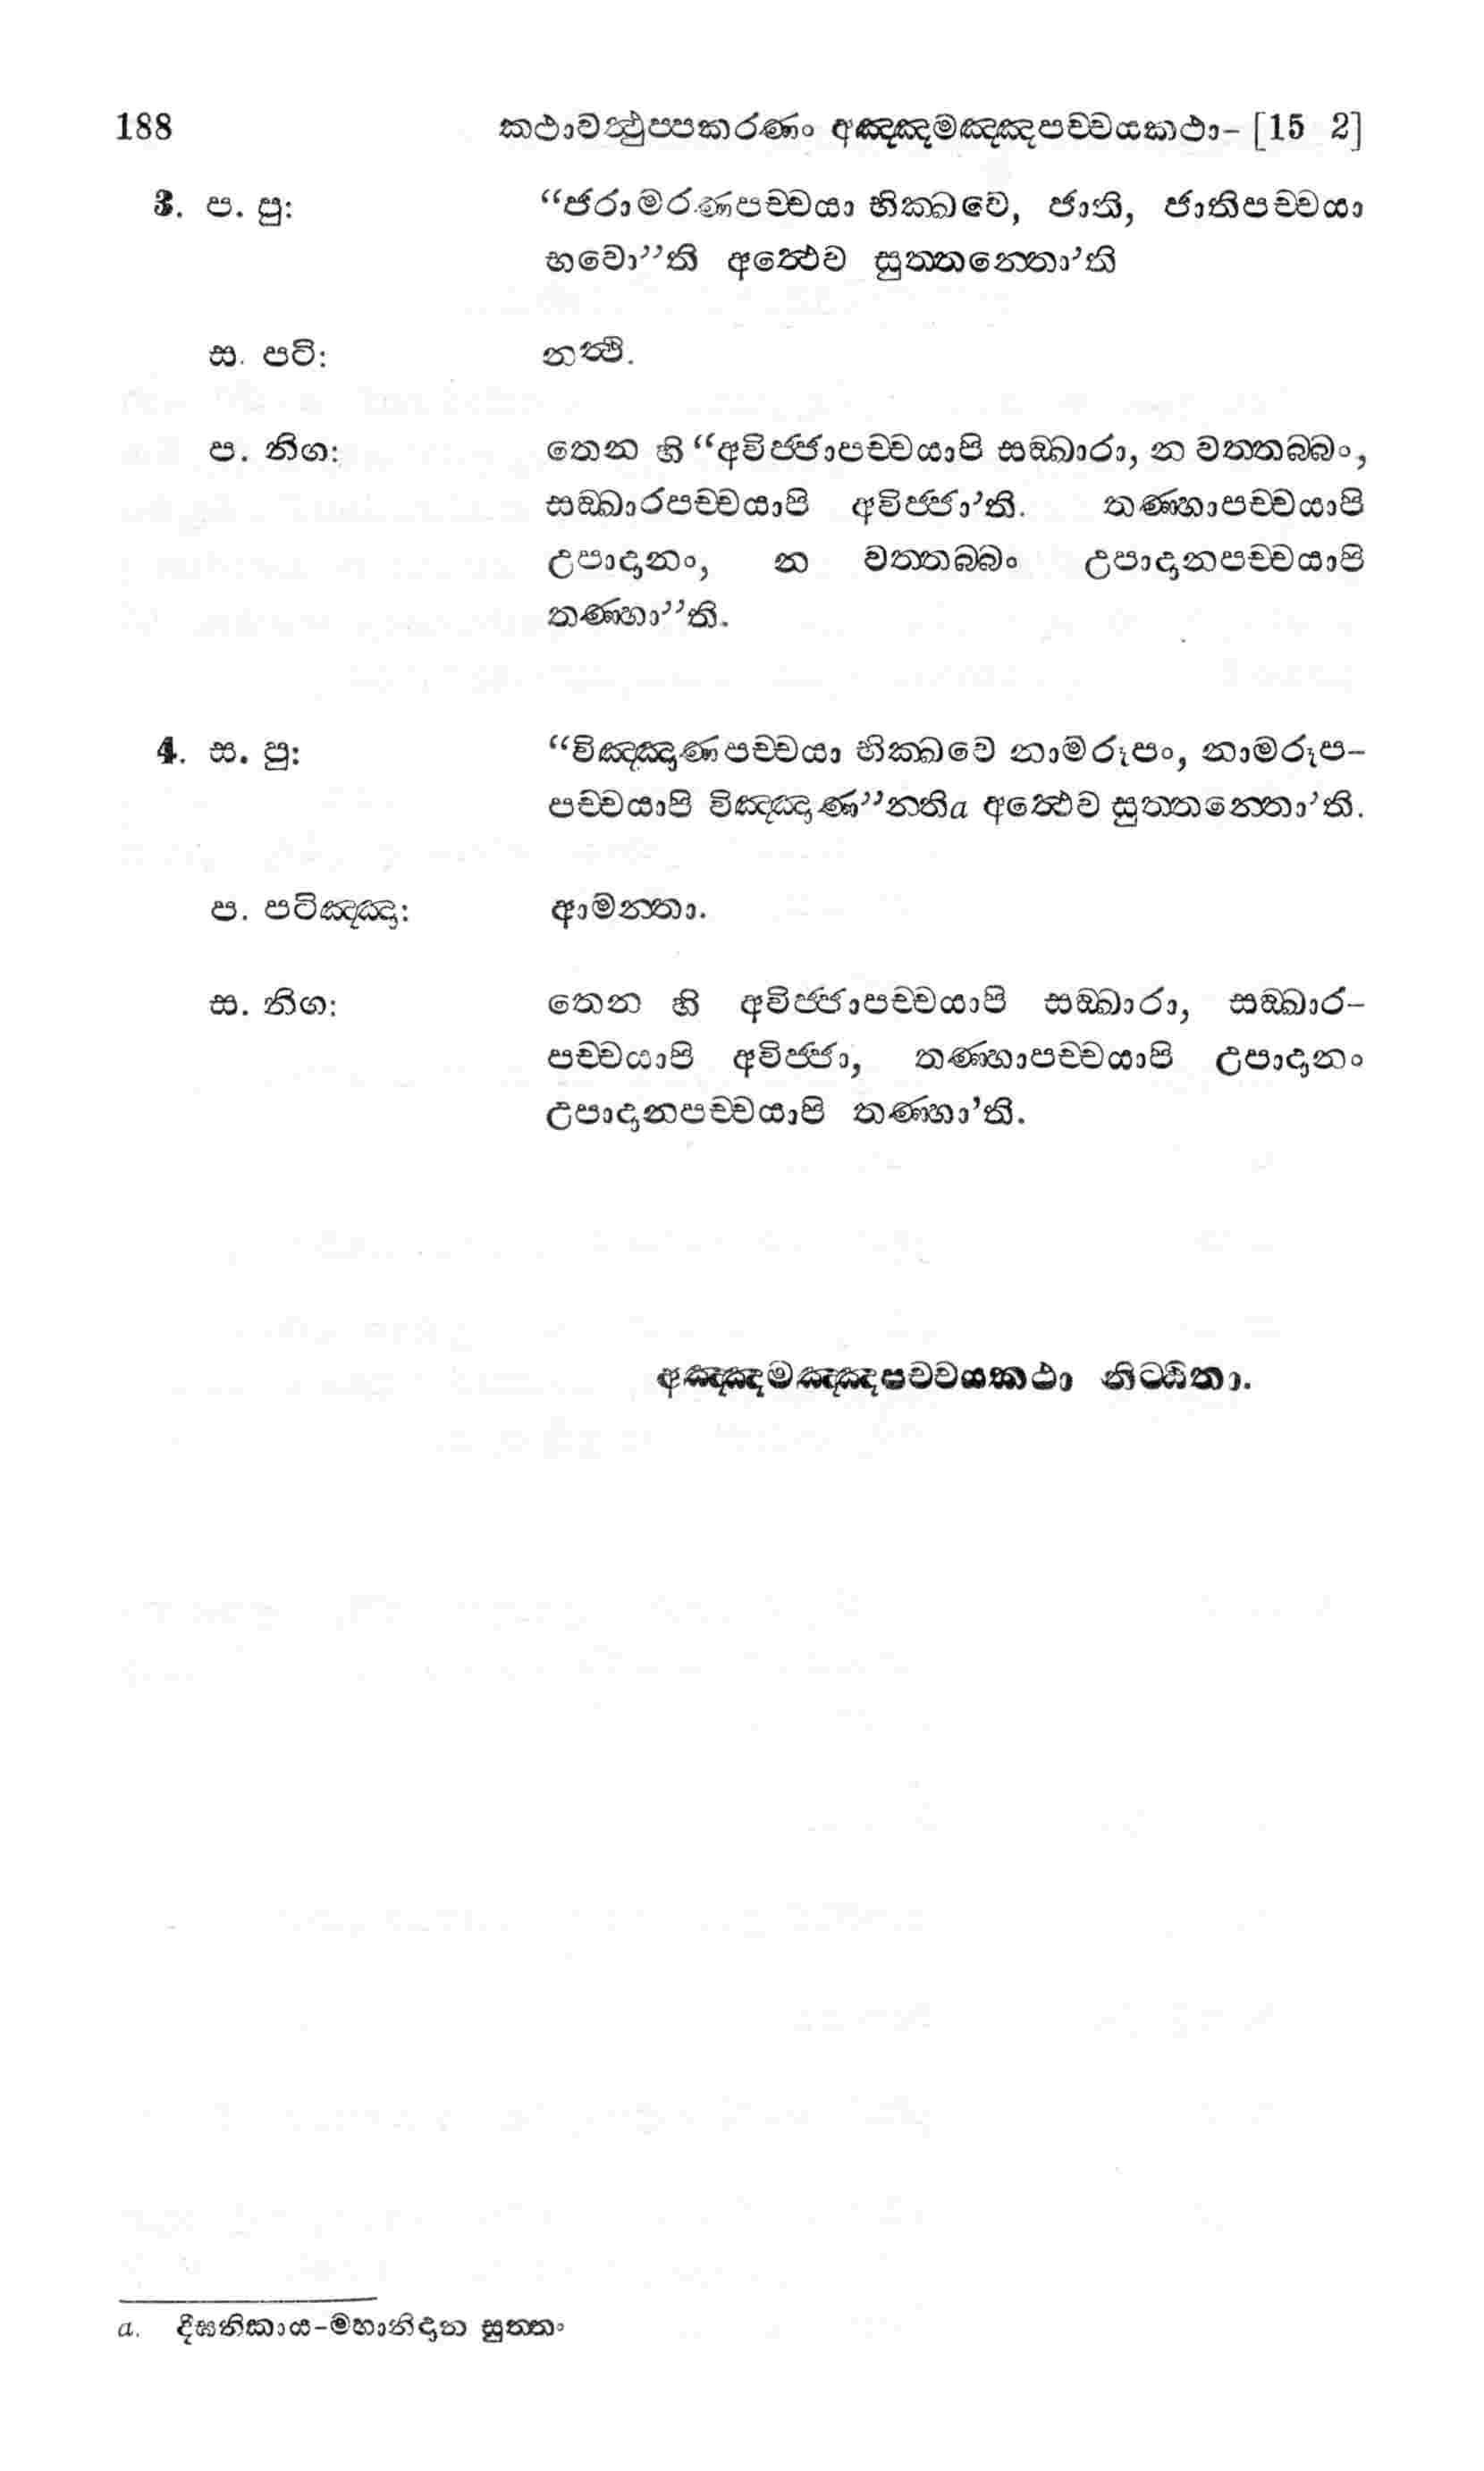 188 කථාවත්ථුප්පකරණං අඤ්ඤමඤ්ඤපච්චයකථා- [15 2]
3. ප. පු: “ජරාමරණපච්චයා භික්ඛවෙ, ජාති, ජාතිපච්චයා
භවො”ති අත්ථෙව සුත්තන්තො’ති
ස. පටි: නත්ථි.
ප. නිග: තෙන හි “අවිජ්ජාපච්චයාපි සඞ්ඛාරා, න වත්තබ්බං,
සඞ්ඛාරපච්චයාපි අවිජ්ජා’ති. තණ්හාපච්චයාපි
උපාදානං, න වත්තබ්බං උපාදානපච්චයාපි
තණ්හා”ති.
4. ස. පු: “විඤ්ඤාණපච්චයා භික්ඛවෙ නාමරූපං, නාමරූප-
පච්චයාපි විඤ්ඤාණ”න්ති a අත්ථෙව සුත්තන්තො’ති.
ප. පටිඤ්ඤා: ආමන්තා.
ස. නිග: තෙන හි අවිජ්ජාපච්චයාපි සඞ්ඛාරා, සඞ්ඛාර-
පච්චයාපි අවිජ්ජා, තණ්හාපච්චයාපි උපාදානං
උපාදානපච්චයාපි තණ්හා’ති.
අඤ්ඤමඤ්ඤපච්චයකථා නිට්ඨිතා.
a. දීඝනිකාය-මහානිදාන සුත්තං